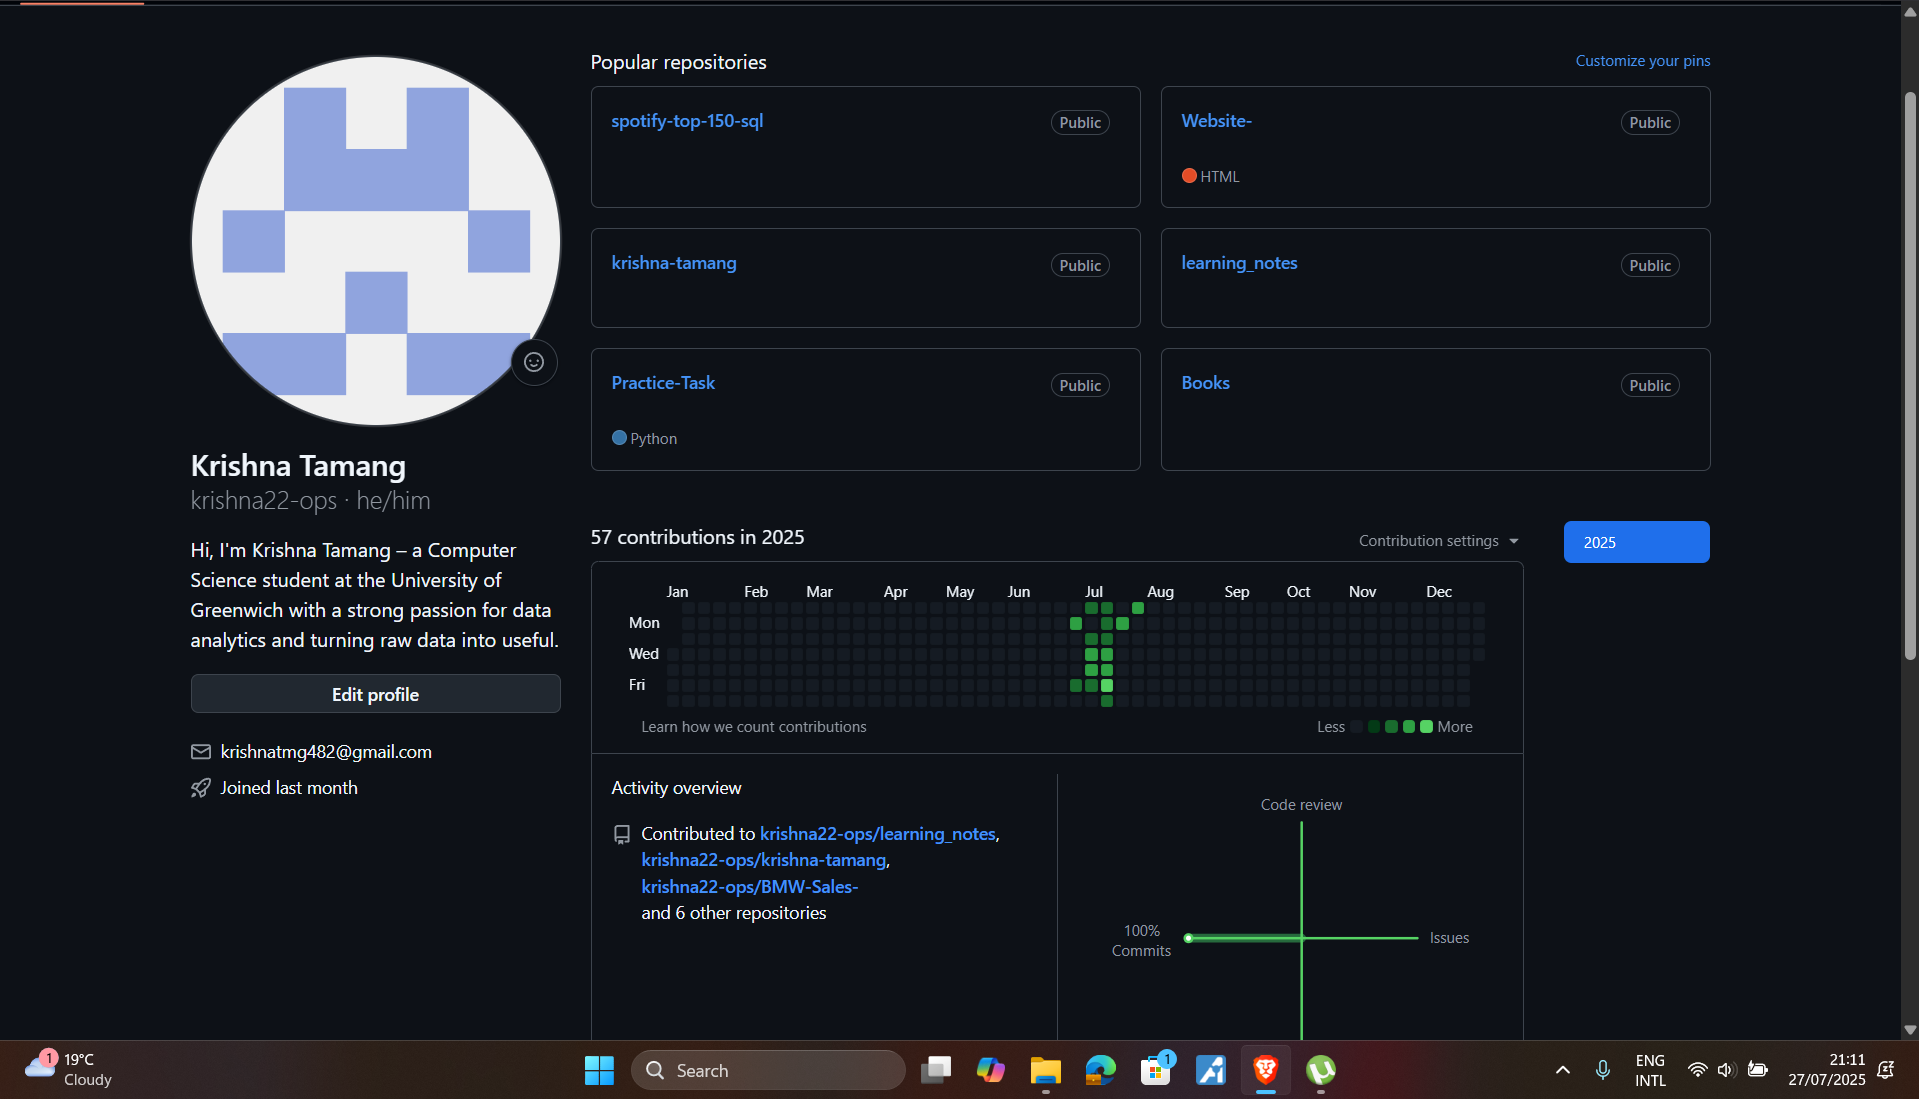 Popular repositories
Customize your pins
spotify-top-150-sql
Public
Website-
Public
HTML
krishna-tamang
Public
learning_notes
Public
Practice-Task
Public
Python
Books
Public
Krishna Tamang
krishna22-ops · he/him
Hi, I'm Krishna Tamang – a Computer
Science student at the University of
Greenwich with a strong passion for data
analytics and turning raw data into useful.
Edit profile
krishnatmg482@gmail.com
Joined last month
57 contributions in 2025
Contribution settings
2025
Jan Feb Mar Apr May Jun Jul Aug Sep Oct Nov Dec
Mon
Wed
Fri
Learn how we count contributions
Less More
Activity overview
Contributed to krishna22-ops/learning_notes,
krishna22-ops/krishna-tamang,
krishna22-ops/BMW-Sales-
and 6 other repositories
Code review
100%
Commits
Issues
1
19°C
Cloudy
Search
1
ENG
INTL
21:11
27/07/2025